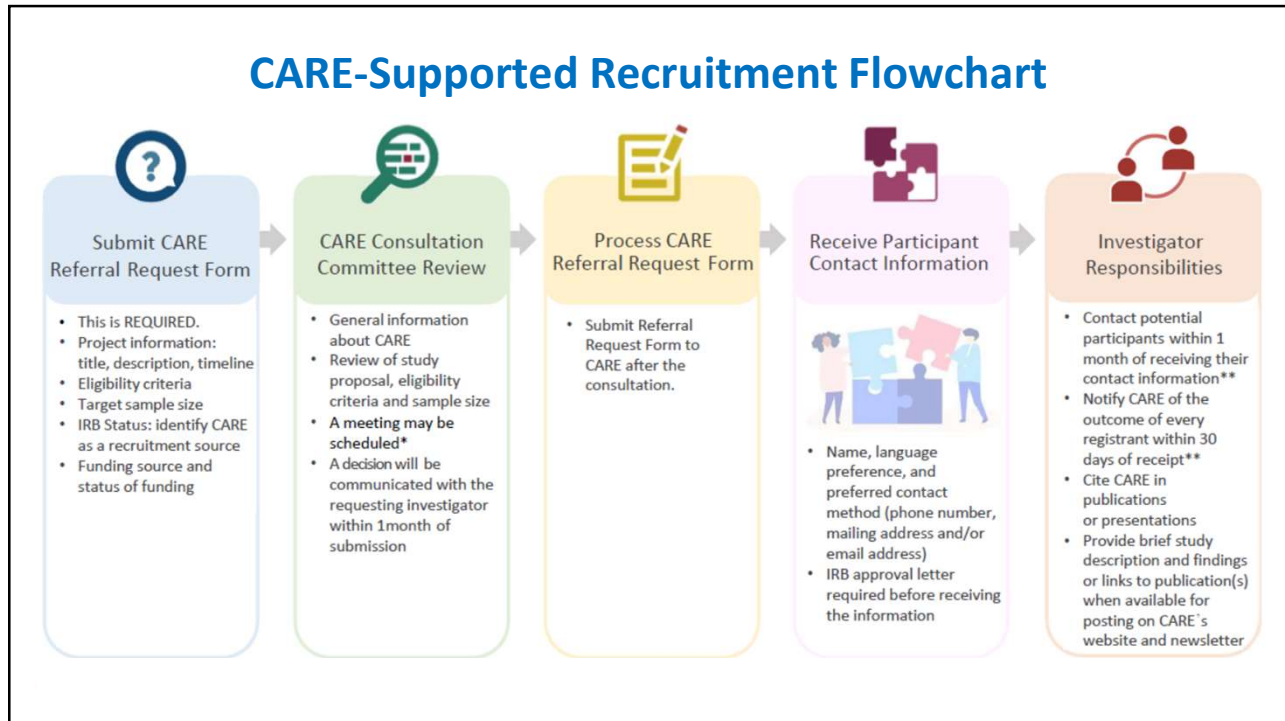 CARE-Supported Recruitment Flowchart
?
Submit CARE
Referral Request Form
• This is REQUIRED.
• Project information:
title, description, timeline
• Eligibility criteria
• Target sample size
• IRB Status: identify CARE
as a recruitment source
• Funding source and
status of funding
CARE Consultation
Committee Review
• General information
about CARE
• Review of study
proposal, eligibility
criteria and sample size
• A meeting may be
scheduled*
• A decision will be
communicated with the
requesting investigator
within 1month of
submission
Process CARE
Referral Request Form
• Submit Referral
Request Form to
CARE after the
consultation.
Receive Participant
Contact Information
• Name, language
preference, and
preferred contact
method (phone number,
mailing address and/or
email address)
• IRB approval letter
required before receiving
the information
Investigator
Responsibilities
• Contact potential
participants within 1
month of receiving their
contact information**
• Notify CARE of the
outcome of every
registrant within 30
days of receipt**
• Cite CARE in
publications
or presentations
• Provide brief study
description and findings
or links to publication(s)
when available for
posting on CARE`s
website and newsletter